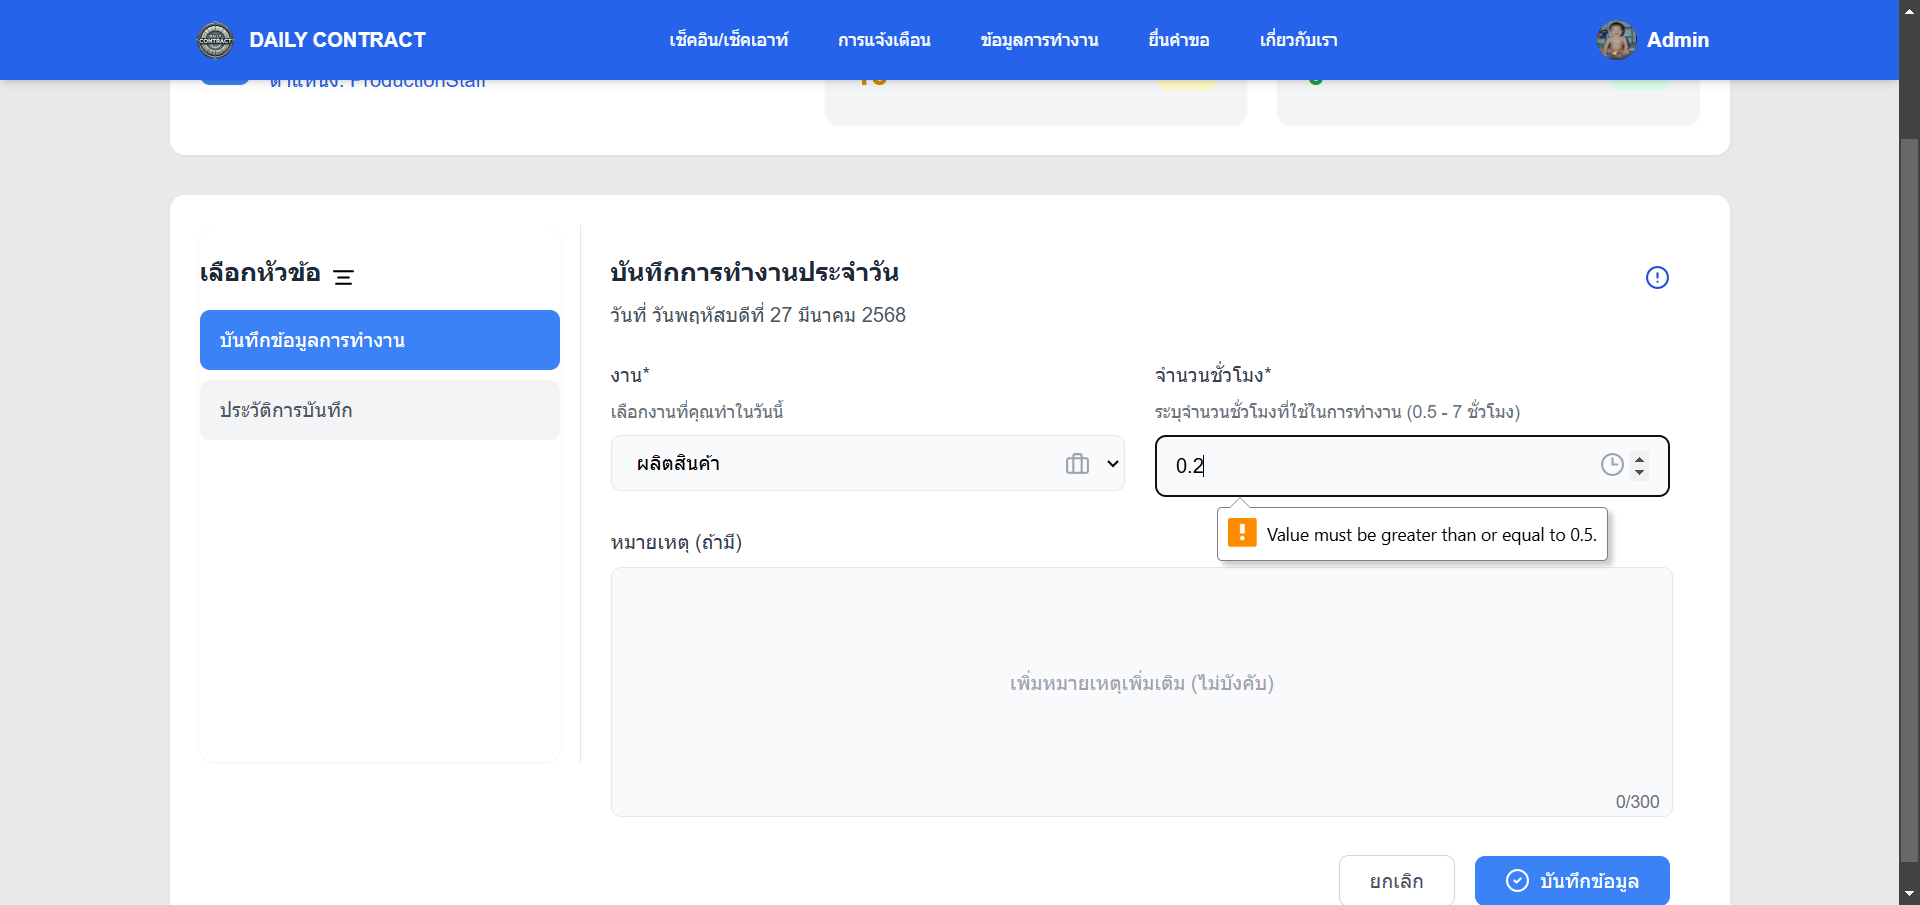 DAILY CONTRACT
เช็คอิน/เช็คเอาท์
การแจ้งเตือน
ข้อมูลการทำงาน
ยื่นคำขอ
เกี่ยวกับเรา
Admin
ตำแหน่ง: ProductionStaff
เลือกหัวข้อ
บันทึกข้อมูลการทำงาน
ประวัติการบันทึก
บันทึกการทำงานประจำวัน
วันที่ วันพฤหัสบดีที่ 27 มีนาคม 2568
งาน*
เลือกงานที่คุณทำในวันนี้
ผลิตสินค้า
จำนวนชั่วโมง*
ระบุจำนวนชั่วโมงที่ใช้ในการทำงาน (0.5 - 7 ชั่วโมง)
0.2
Value must be greater than or equal to 0.5.
หมายเหตุ (ถ้ามี)
เพิ่มหมายเหตุเพิ่มเติม (ไม่บังคับ)
0/300
ยกเลิก
บันทึกข้อมูล